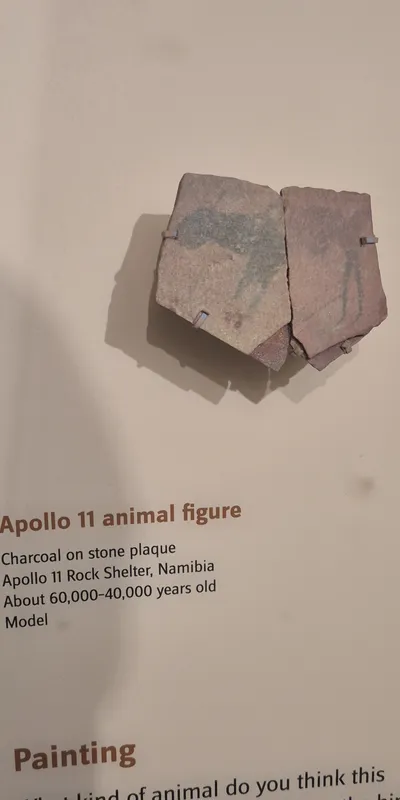 Apollo 11 animal figure
Charcoal on stone plaque
Apollo 11 Rock Shelter, Namibia
About 60,000–40,000 years old
Model
Painting
kind of animal do you think this